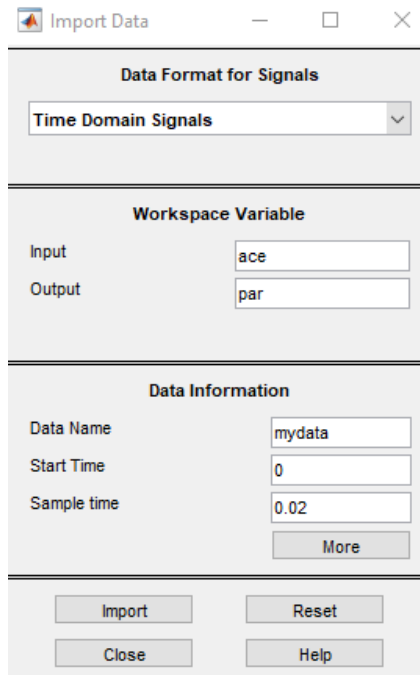 Import Data
Data Format for Signals
Time Domain Signals
Workspace Variable
Input ace
Output par
Data Information
Data Name mydata
Start Time 0
Sample time 0.02
More
Import Reset
Close Help